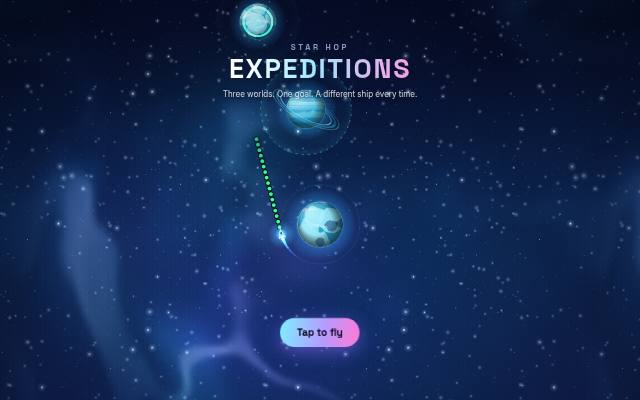 STAR HOP
EXPEDITIONS
Three worlds. One goal. A different ship every time.
Tap to fly